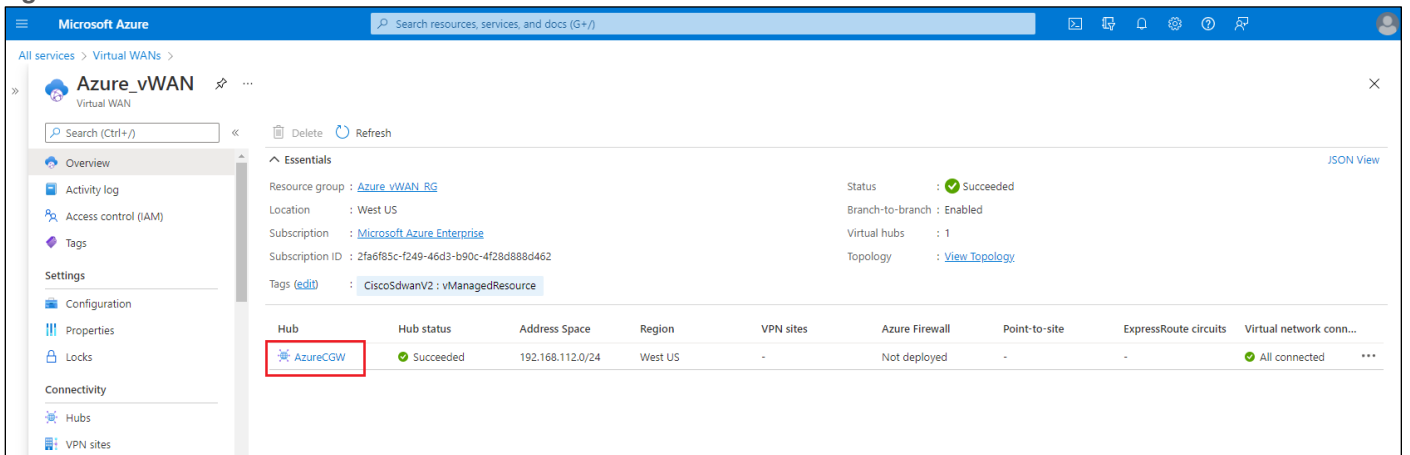 Microsoft Azure
Search resources, services, and docs (G+/)
All services > Virtual WANs >
Azure_vWAN
Virtual WAN
Search (Ctrl+/)
Delete Refresh
Overview
Activity log
Access control (IAM)
Tags
Settings
Configuration
Properties
Locks
Connectivity
Hubs
VPN sites
Essentials
JSON View
Resource group : Azure_vWAN_RG
Location : West US
Subscription : Microsoft Azure Enterprise
Subscription ID : 2fa6f85c-f249-46d3-b90c-4f28d888d462
Tags (edit) : CiscoSdwanV2 : vManagedResource
Status : Succeeded
Branch-to-branch : Enabled
Virtual hubs : 1
Topology : View Topology
Hub Hub status Address Space Region VPN sites Azure Firewall Point-to-site ExpressRoute circuits Virtual network conn...
AzureCGW Succeeded 192.168.112.0/24 West US - Not deployed - - All connected